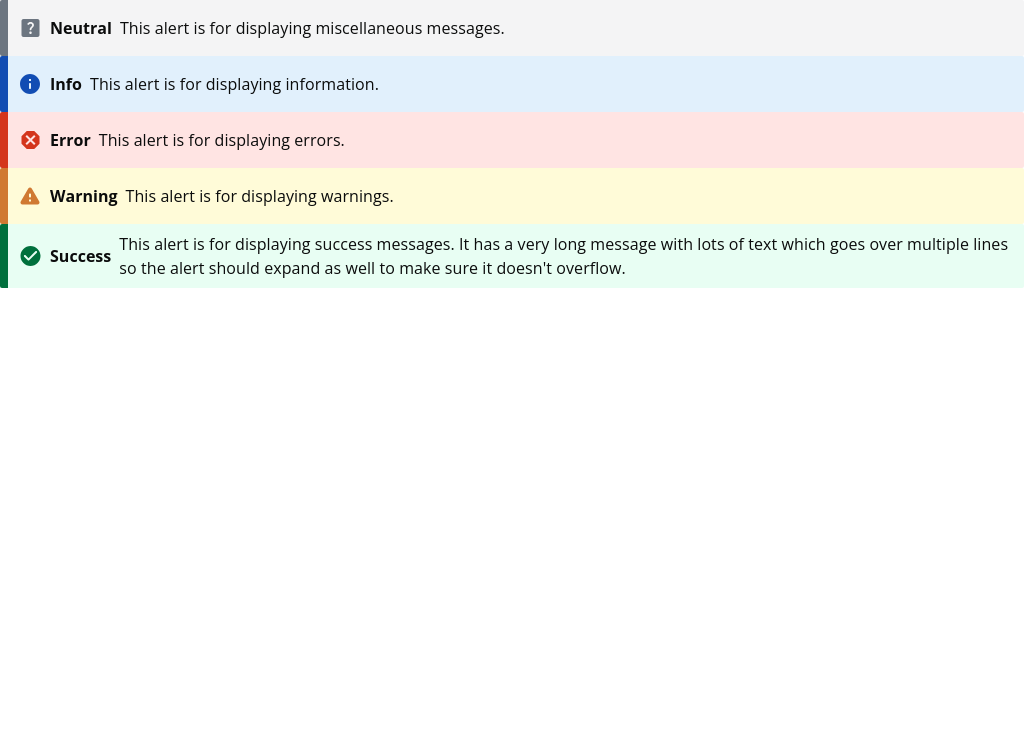 Neutral This alert is for displaying miscellaneous messages.
Info This alert is for displaying information.
Error This alert is for displaying errors.
Warning This alert is for displaying warnings.
Success This alert is for displaying success messages. It has a very long message with lots of text which goes over multiple lines
so the alert should expand as well to make sure it doesn't overflow.